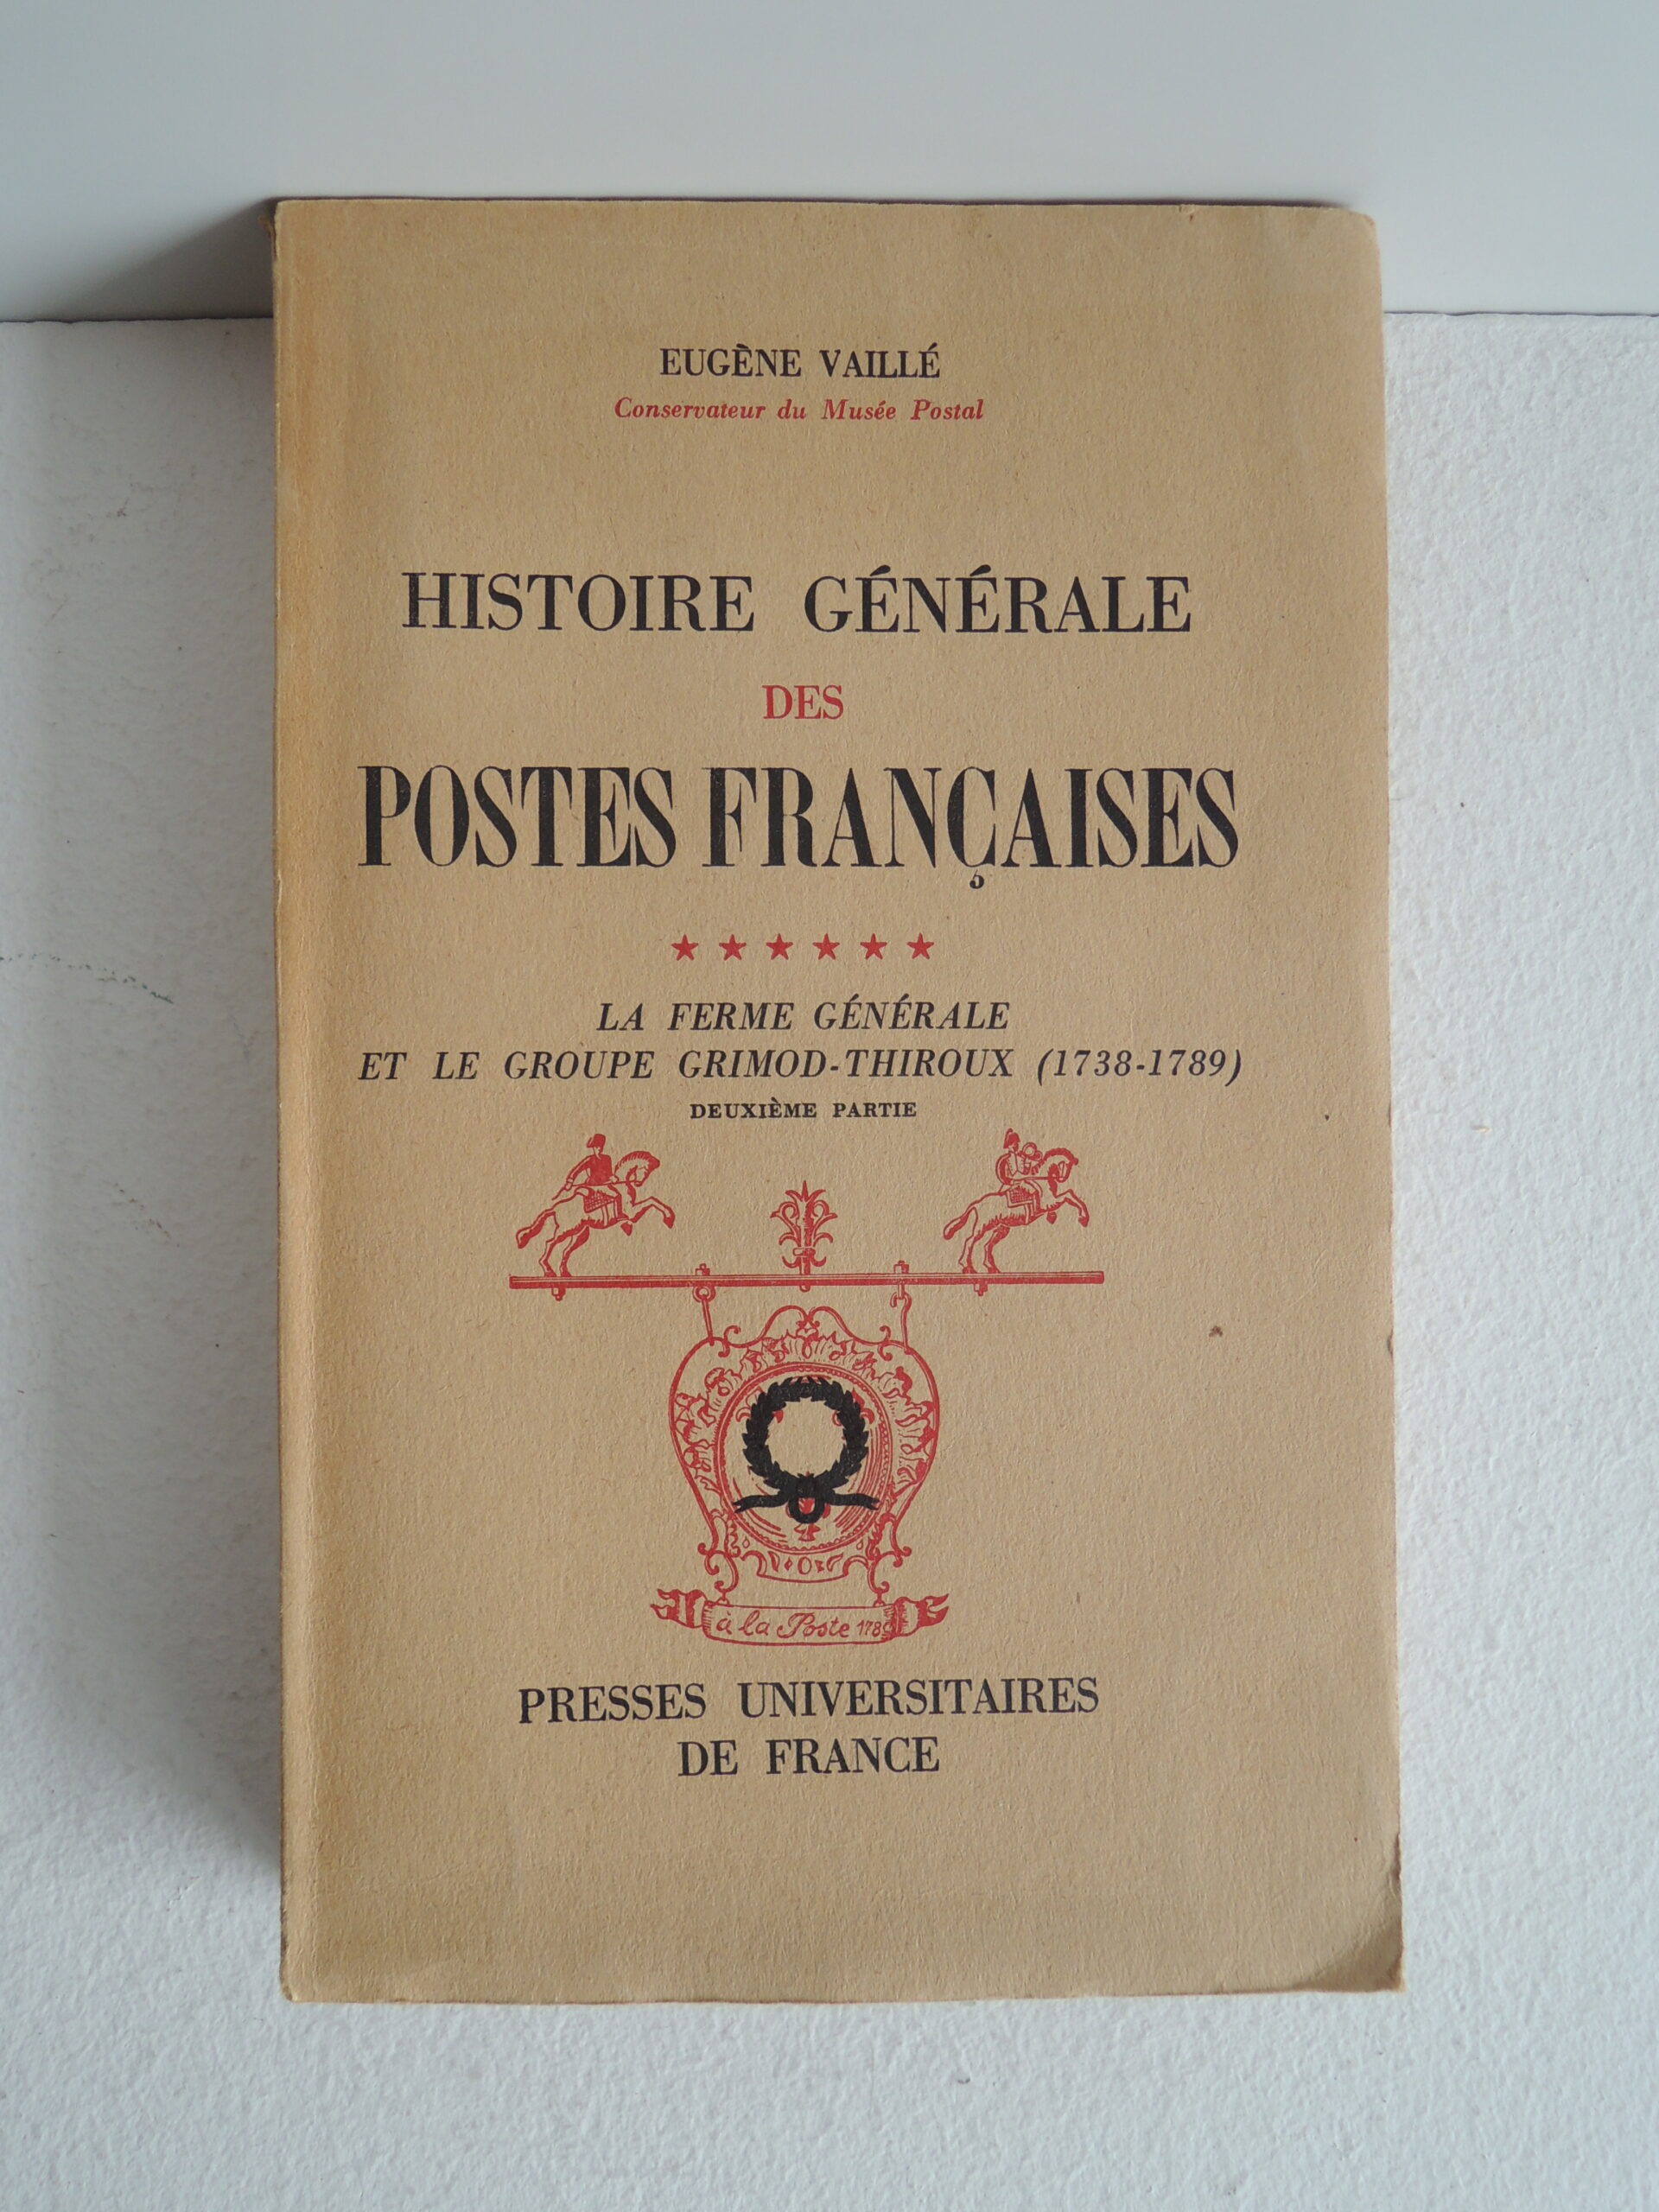 EUGÈNE VAILLÉ
Conservateur du Musée Postal
HISTOIRE GÉNÉRALE
DES
POSTES FRANÇAISES
★ ★ ★ ★ ★ ★
LA FERME GÉNÉRALE
ET LE GROUPE GRIMOD-THIROUX (1738-1789)
DEUXIÈME PARTIE
à la Poste 1789
PRESSES UNIVERSITAIRES
DE FRANCE